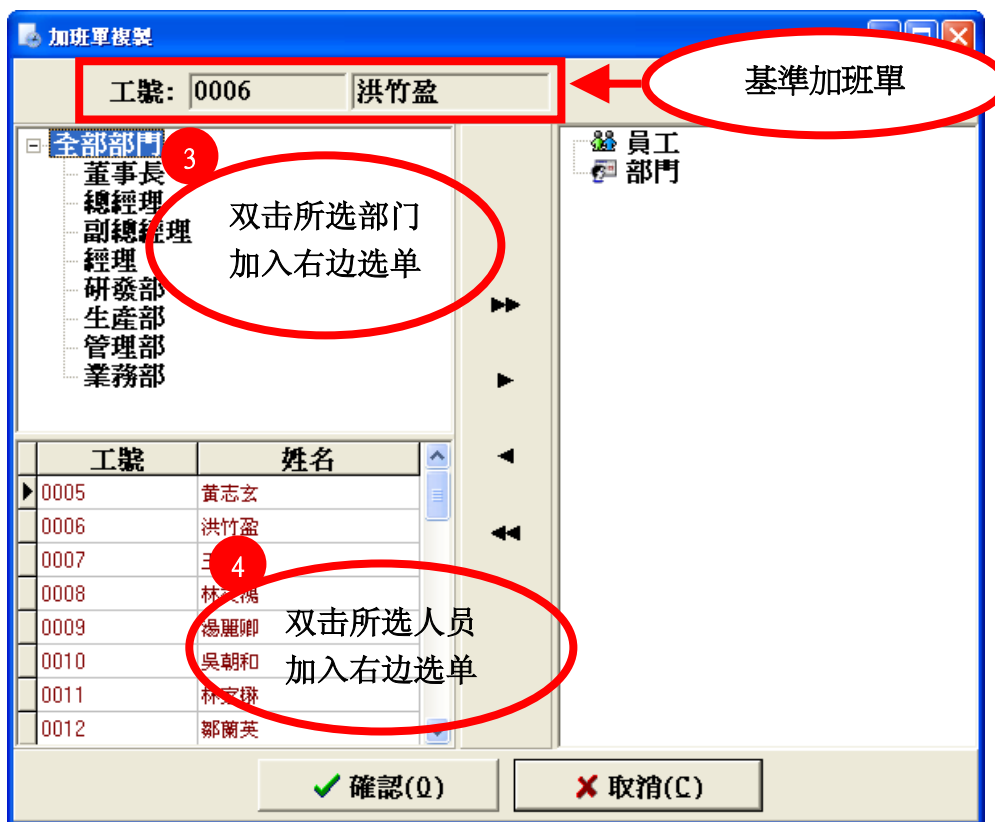 加班單複製
基準加班單
工號: 0006 洪竹盈
全部部門
董事長
總經理
副總經理
經理
研發部
生產部
管理部
業務部
3
双击所选部门
加入右边选单
員工
部門
工號 姓名
0005 黃志玄
0006 洪竹盈
0007
0008
0009 湯麗卿
0010 吳朝和
0011
0012 鄒蘭英
4
双击所选人员
加入右边选单
確認(O)
取消(C)